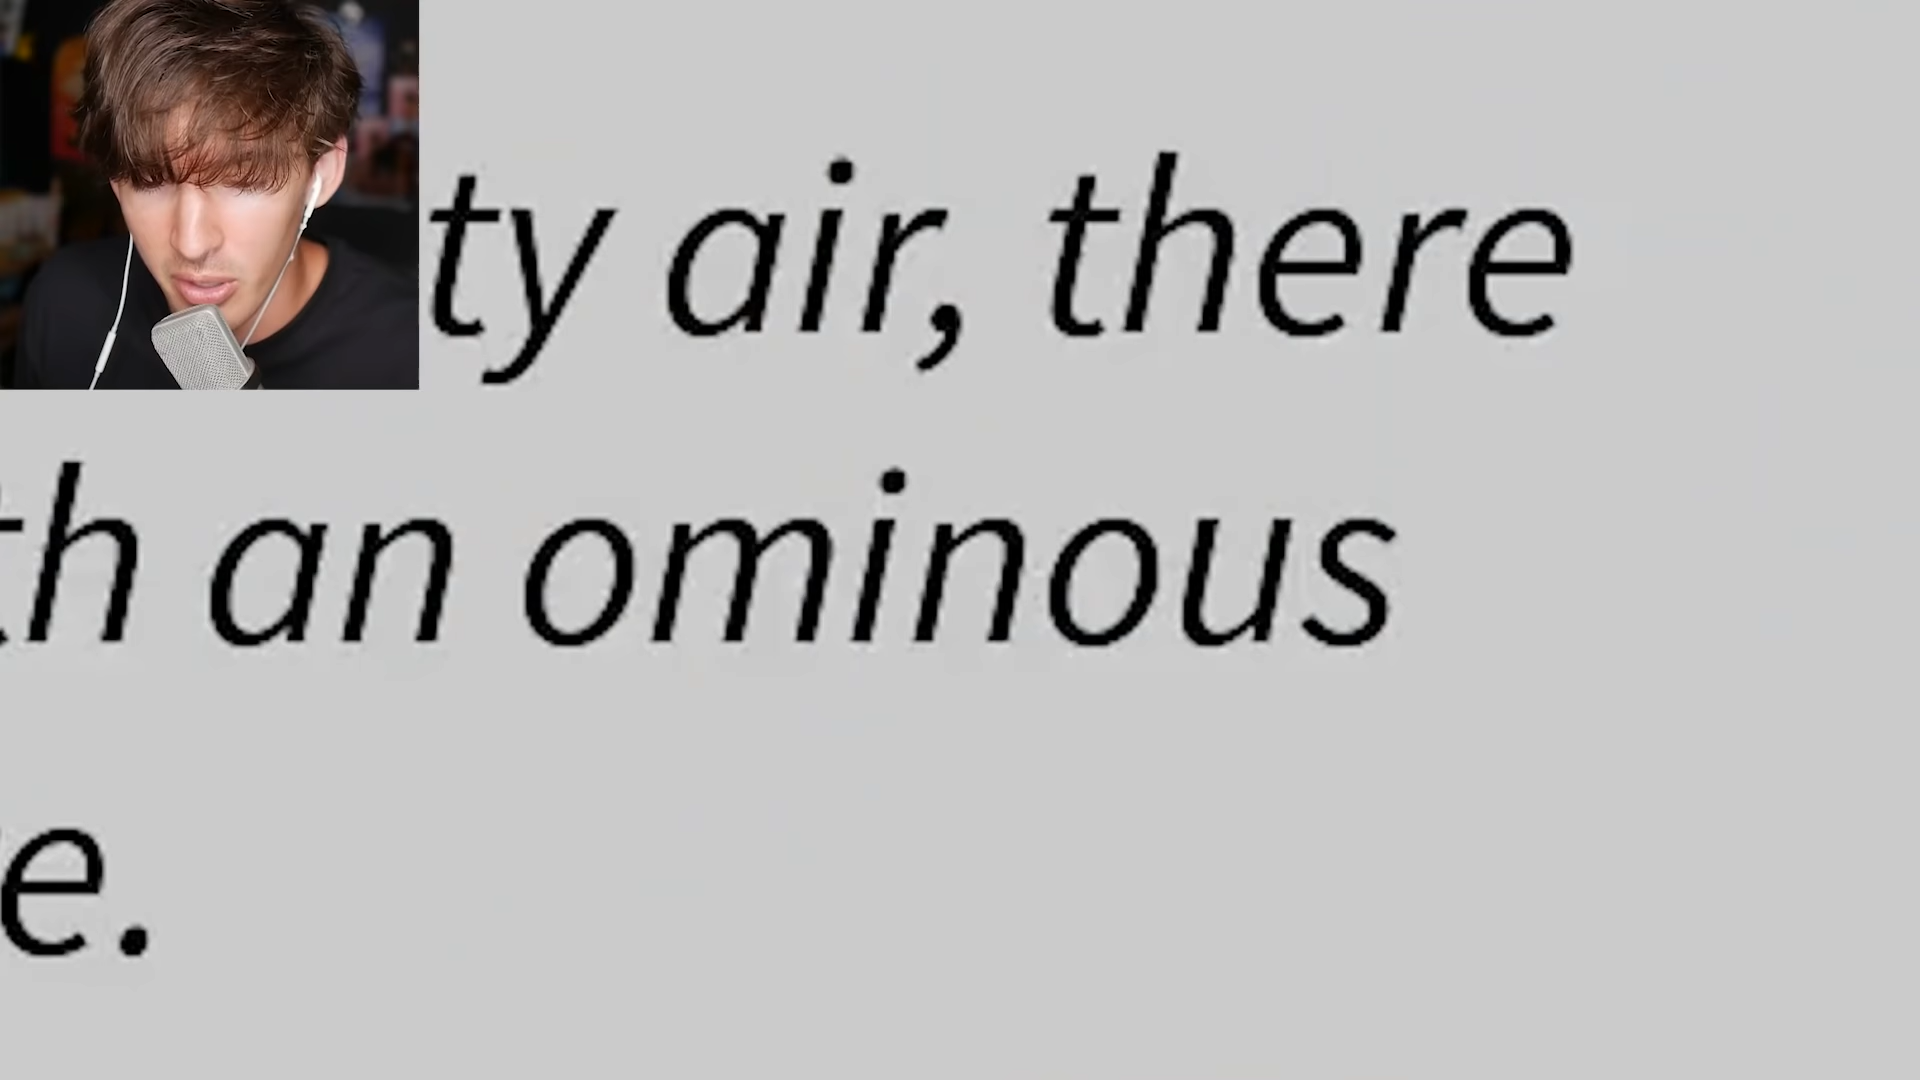 ty air, there
th an ominous
e.